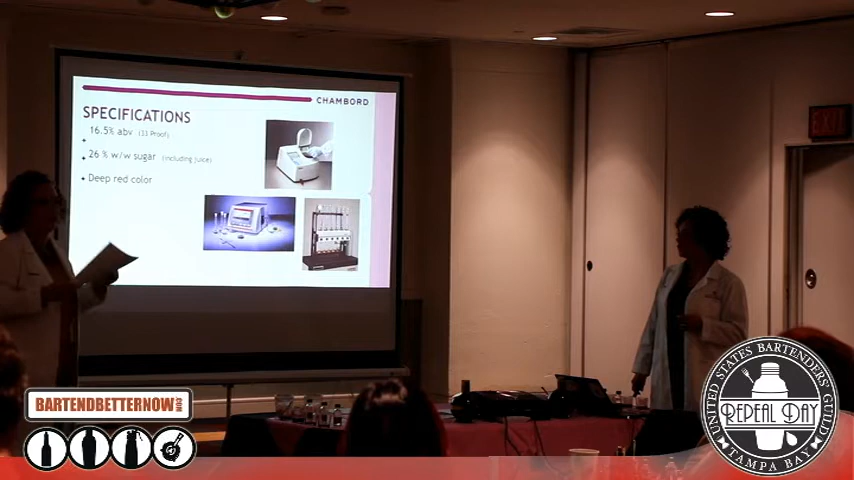 CHAMBORD
SPECIFICATIONS
16.5% abv (33 Proof)
26 % w/w sugar (including juice)
Deep red color
EXIT
BARTENDBETTERNOW
UNITED STATES BARTENDERS' GUILD
REPEAL DAY
TAMPA BAY